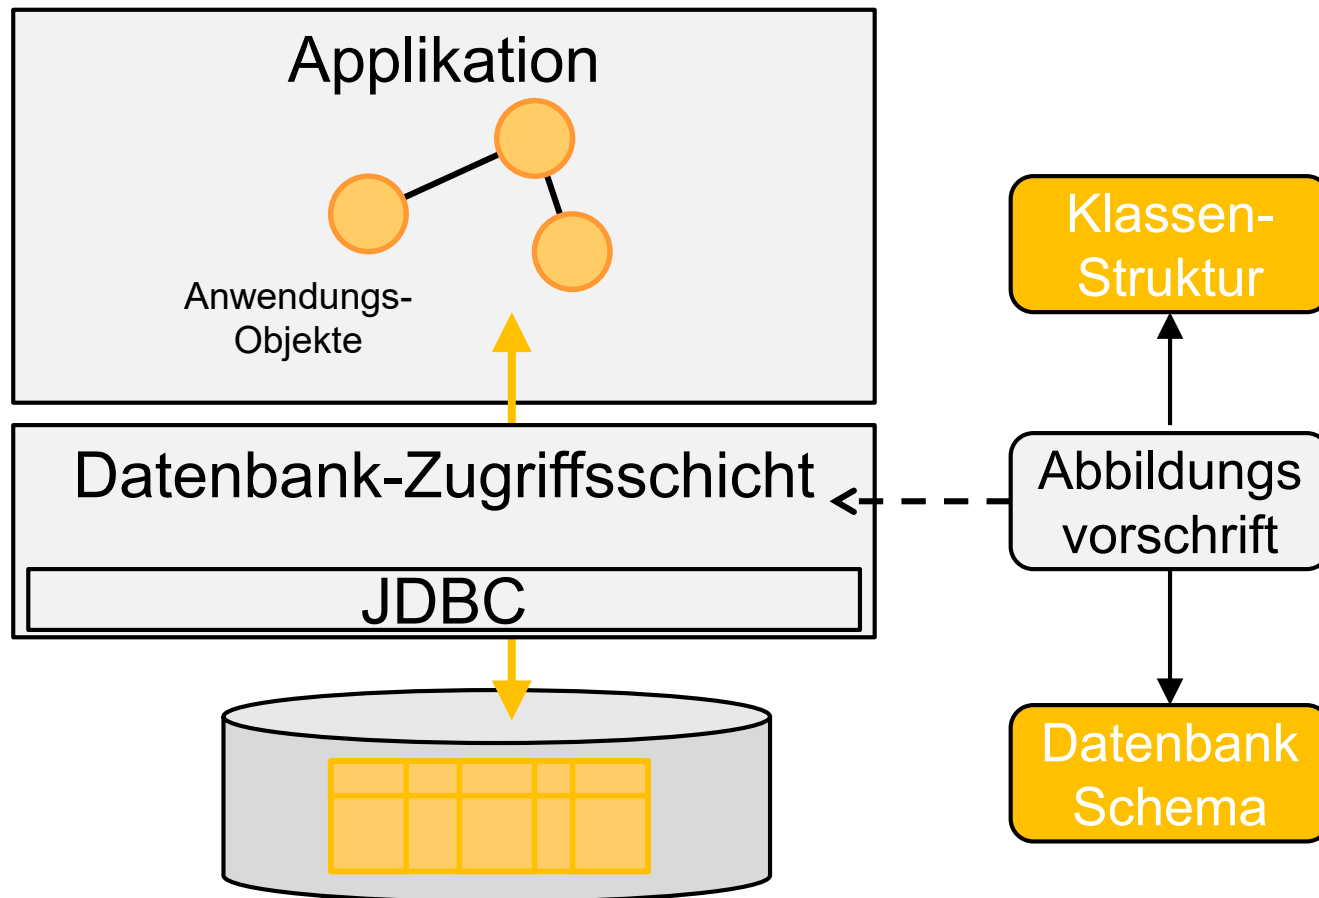 Applikation
Anwendungs-
Objekte
Datenbank-Zugriffsschicht
JDBC
Klassen-
Struktur
Abbildungs
vorschrift
Datenbank
Schema